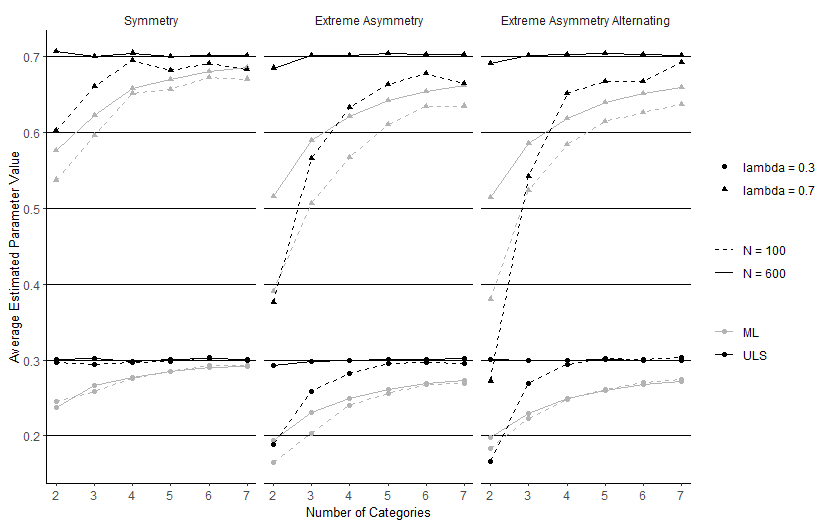 Symmetry
Extreme Asymmetry
Extreme Asymmetry Alternating
Average Estimated Parameter Value
0.7
0.6
0.5
0.4
0.3
0.2
2 3 4 5 6 7
2 3 4 5 6 7
2 3 4 5 6 7
Number of Categories
lambda = 0.3
lambda = 0.7
N = 100
N = 600
ML
ULS